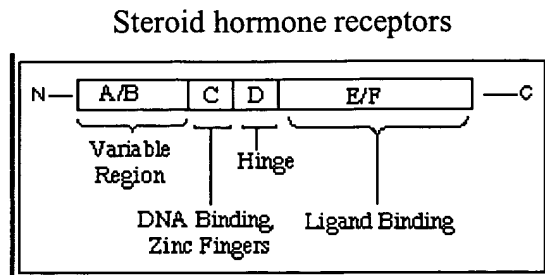 Steroid hormone receptors
N A/B C D E/F C
Variable
Region
Hinge
DNA Binding,
Zinc Fingers
Ligand Binding